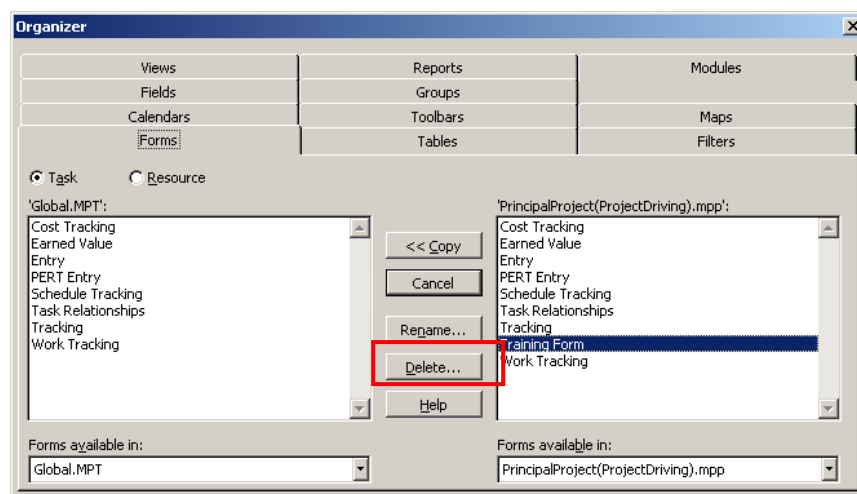 Organizer
Views Reports Modules
Fields Groups
Calendars Toolbars Maps
Forms Tables Filters
Task Resource
'Global.MPT': 'PrincipalProject(ProjectDriving).mpp':
Cost Tracking
Earned Value
Entry
PERT Entry
Schedule Tracking
Task Relationships
Tracking
Work Tracking
<< Copy
Cancel
Rename...
Delete...
Help
Cost Tracking
Earned Value
Entry
PERT Entry
Schedule Tracking
Task Relationships
Tracking
Training Form
Work Tracking
Forms available in: Forms available in:
Global.MPT PrincipalProject(ProjectDriving).mpp